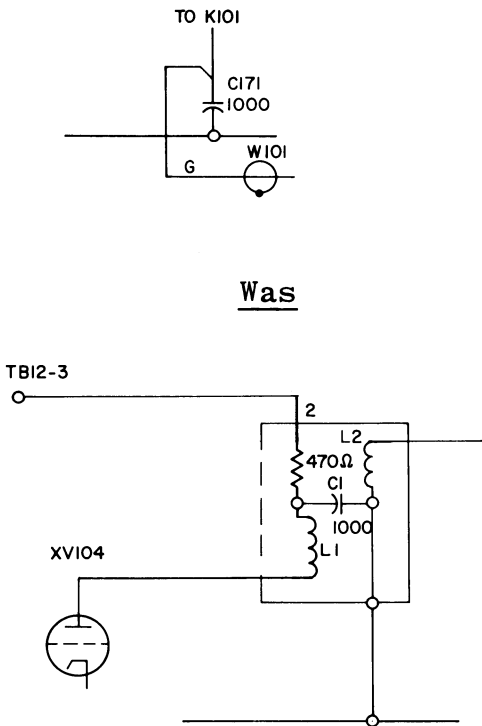 TO K101
C171
1000
W101
G
Was
TB12-3
2
L2
470Ω
C1
1000
L1
XV104